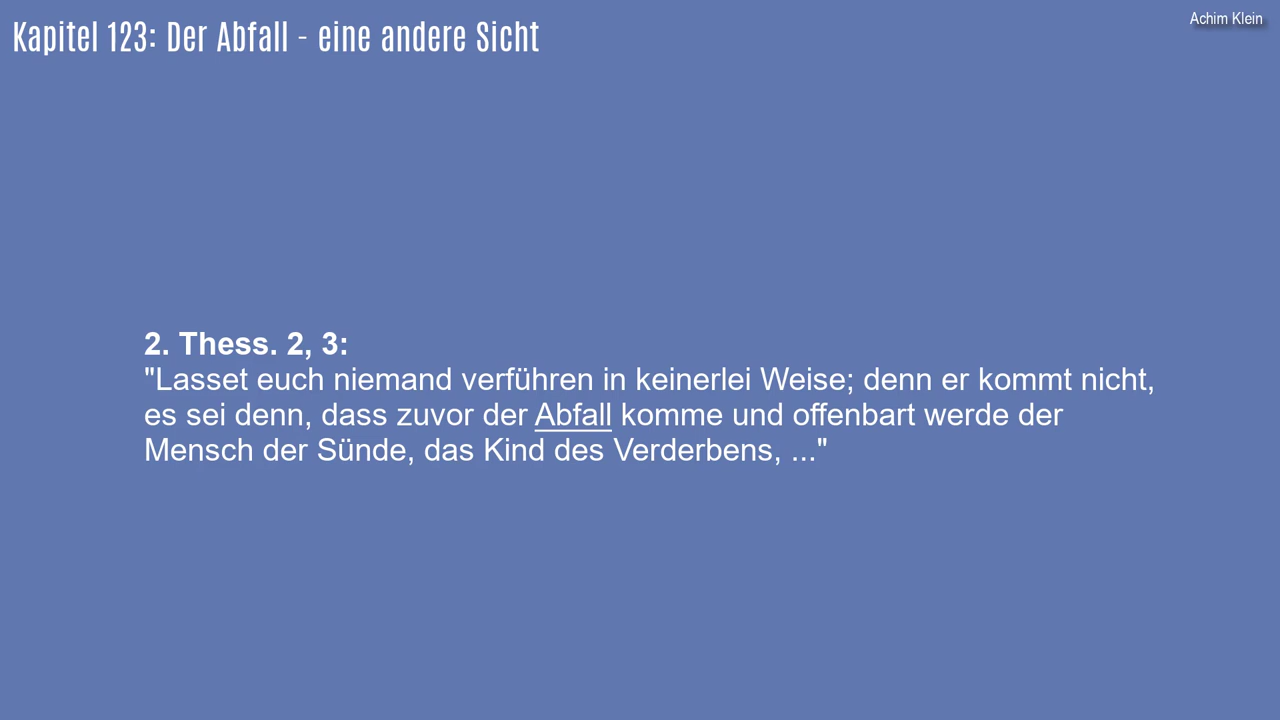 Kapitel 123: Der Abfall - eine andere Sicht
Achim Klein
2. Thess. 2, 3:
"Lasset euch niemand verführen in keinerlei Weise; denn er kommt nicht,
es sei denn, dass zuvor der Abfall komme und offenbart werde der
Mensch der Sünde, das Kind des Verderbens, ..."